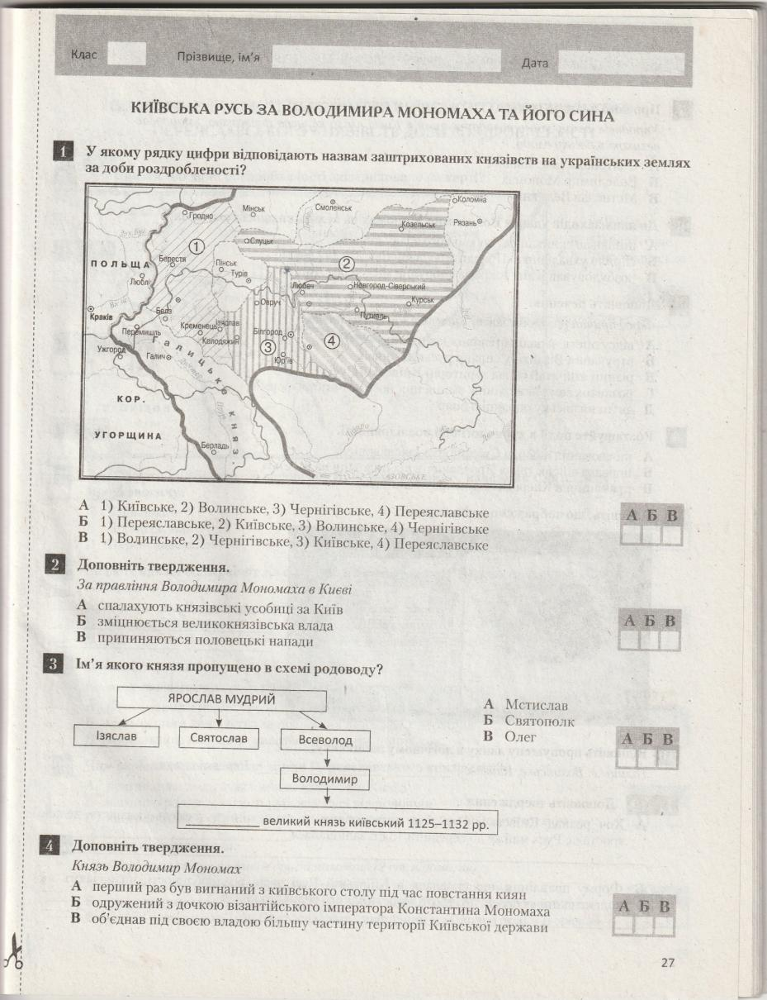 Клас
Прізвище, ім'я
Дата
КИЇВСЬКА РУСЬ ЗА ВОЛОДИМИРА МОНОМАХА ТА ЙОГО СИНА
1 У якому рядку цифри відповідають назвам заштрихованих князівств на українських землях
за доби роздробленості?
Коломна
Гродно
Мінськ
Смоленськ
Рязань
Козельськ
Слуцьк
1
2
ПОЛЬЩА
Берестя
Пінськ
Турів
Люблі
Любеч
Новгород-Сіверський
Овруч
Курськ
Краків
Белз
Путивль
Перемишль
Кременець
Ізяслав
Білгород
4
Колодяжин
3
Ужгород
Галич
Юр'їв
Галицьке княз.
КОР.
УГОРЩИНА
Берладь
АЗОВСЬКЕ
А 1) Київське, 2) Волинське, 3) Чернігівське, 4) Переяславське
Б 1) Переяславське, 2) Київське, 3) Волинське, 4) Чернігівське
В 1) Волинське, 2) Чернігівське, 3) Київське, 4) Переяславське
А Б В
2 Доповніть твердження.
За правління Володимира Мономаха в Києві
А спалахують князівські усобиці за Київ
Б зміцнюється великокнязівська влада
В припиняються половецькі напади
А Б В
3 Ім'я якого князя пропущено в схемі родоводу?
ЯРОСЛАВ МУДРИЙ
Ізяслав
Святослав
Всеволод
Володимир
____________ великий князь київський 1125–1132 рр.
А Мстислав
Б Святополк
В Олег
А Б В
4 Доповніть твердження.
Князь Володимир Мономах
А перший раз був вигнаний з київського столу під час повстання киян
Б одружений з дочкою візантійського імператора Константина Мономаха
В об'єднав під своєю владою більшу частину території Київської держави
А Б В
27